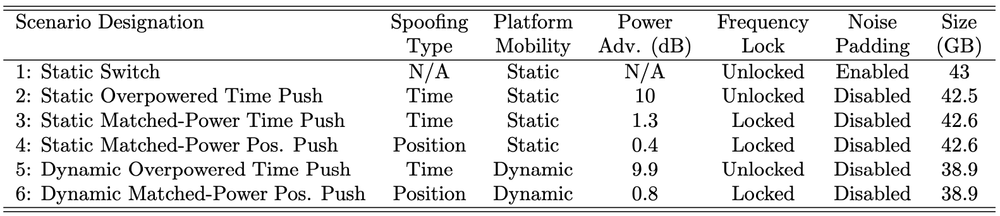 Scenario Designation Spoofing Platform Power Frequency Noise Size
Type Mobility Adv. (dB) Lock Padding (GB)
1: Static Switch N/A Static N/A Unlocked Enabled 43
2: Static Overpowered Time Push Time Static 10 Unlocked Disabled 42.5
3: Static Matched-Power Time Push Time Static 1.3 Locked Disabled 42.6
4: Static Matched-Power Pos. Push Position Static 0.4 Locked Disabled 42.6
5: Dynamic Overpowered Time Push Time Dynamic 9.9 Unlocked Disabled 38.9
6: Dynamic Matched-Power Pos. Push Position Dynamic 0.8 Locked Disabled 38.9